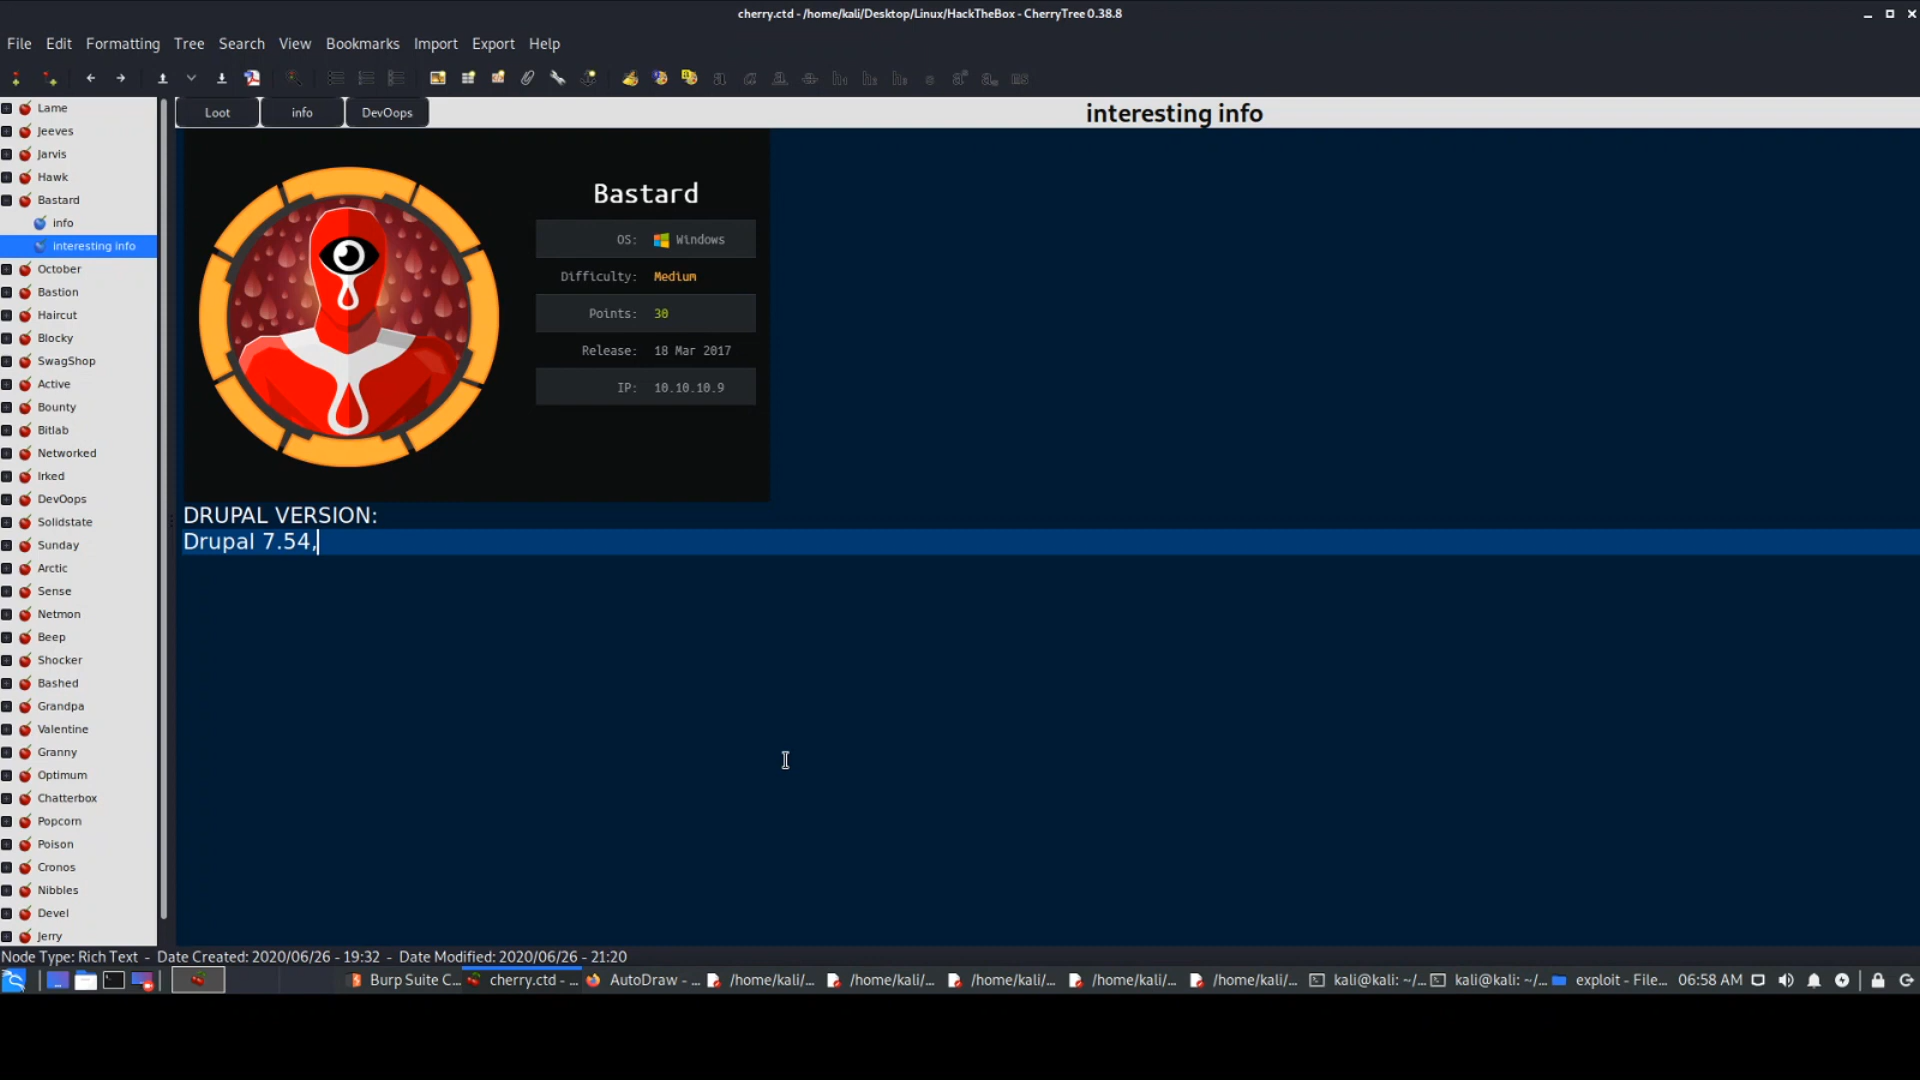 cherry.ctd - /home/kali/Desktop/Linux/HackTheBox - CherryTree 0.38.8
File Edit Formatting Tree Search View Bookmarks Import Export Help
a a a a h₁ h₂ h₃ s aª aₐ ms
Loot info DevOops
interesting info
Lame
Jeeves
Jarvis
Hawk
Bastard
info
interesting info
October
Bastion
Haircut
Blocky
SwagShop
Active
Bounty
Bitlab
Networked
Irked
DevOops
Solidstate
Sunday
Arctic
Sense
Netmon
Beep
Shocker
Bashed
Grandpa
Valentine
Granny
Optimum
Chatterbox
Popcorn
Poison
Cronos
Nibbles
Devel
Jerry
Bastard
OS: Windows
Difficulty: Medium
Points: 30
Release: 18 Mar 2017
IP: 10.10.10.9
DRUPAL VERSION:
Drupal 7.54,
Node Type: Rich Text - Date Created: 2020/06/26 - 19:32 - Date Modified: 2020/06/26 - 21:20
Burp Suite C... cherry.ctd - ... AutoDraw - ... /home/kali/... /home/kali/... /home/kali/... /home/kali/... /home/kali/... kali@kali: ~/... kali@kali: ~/... exploit - File... 06:58 AM